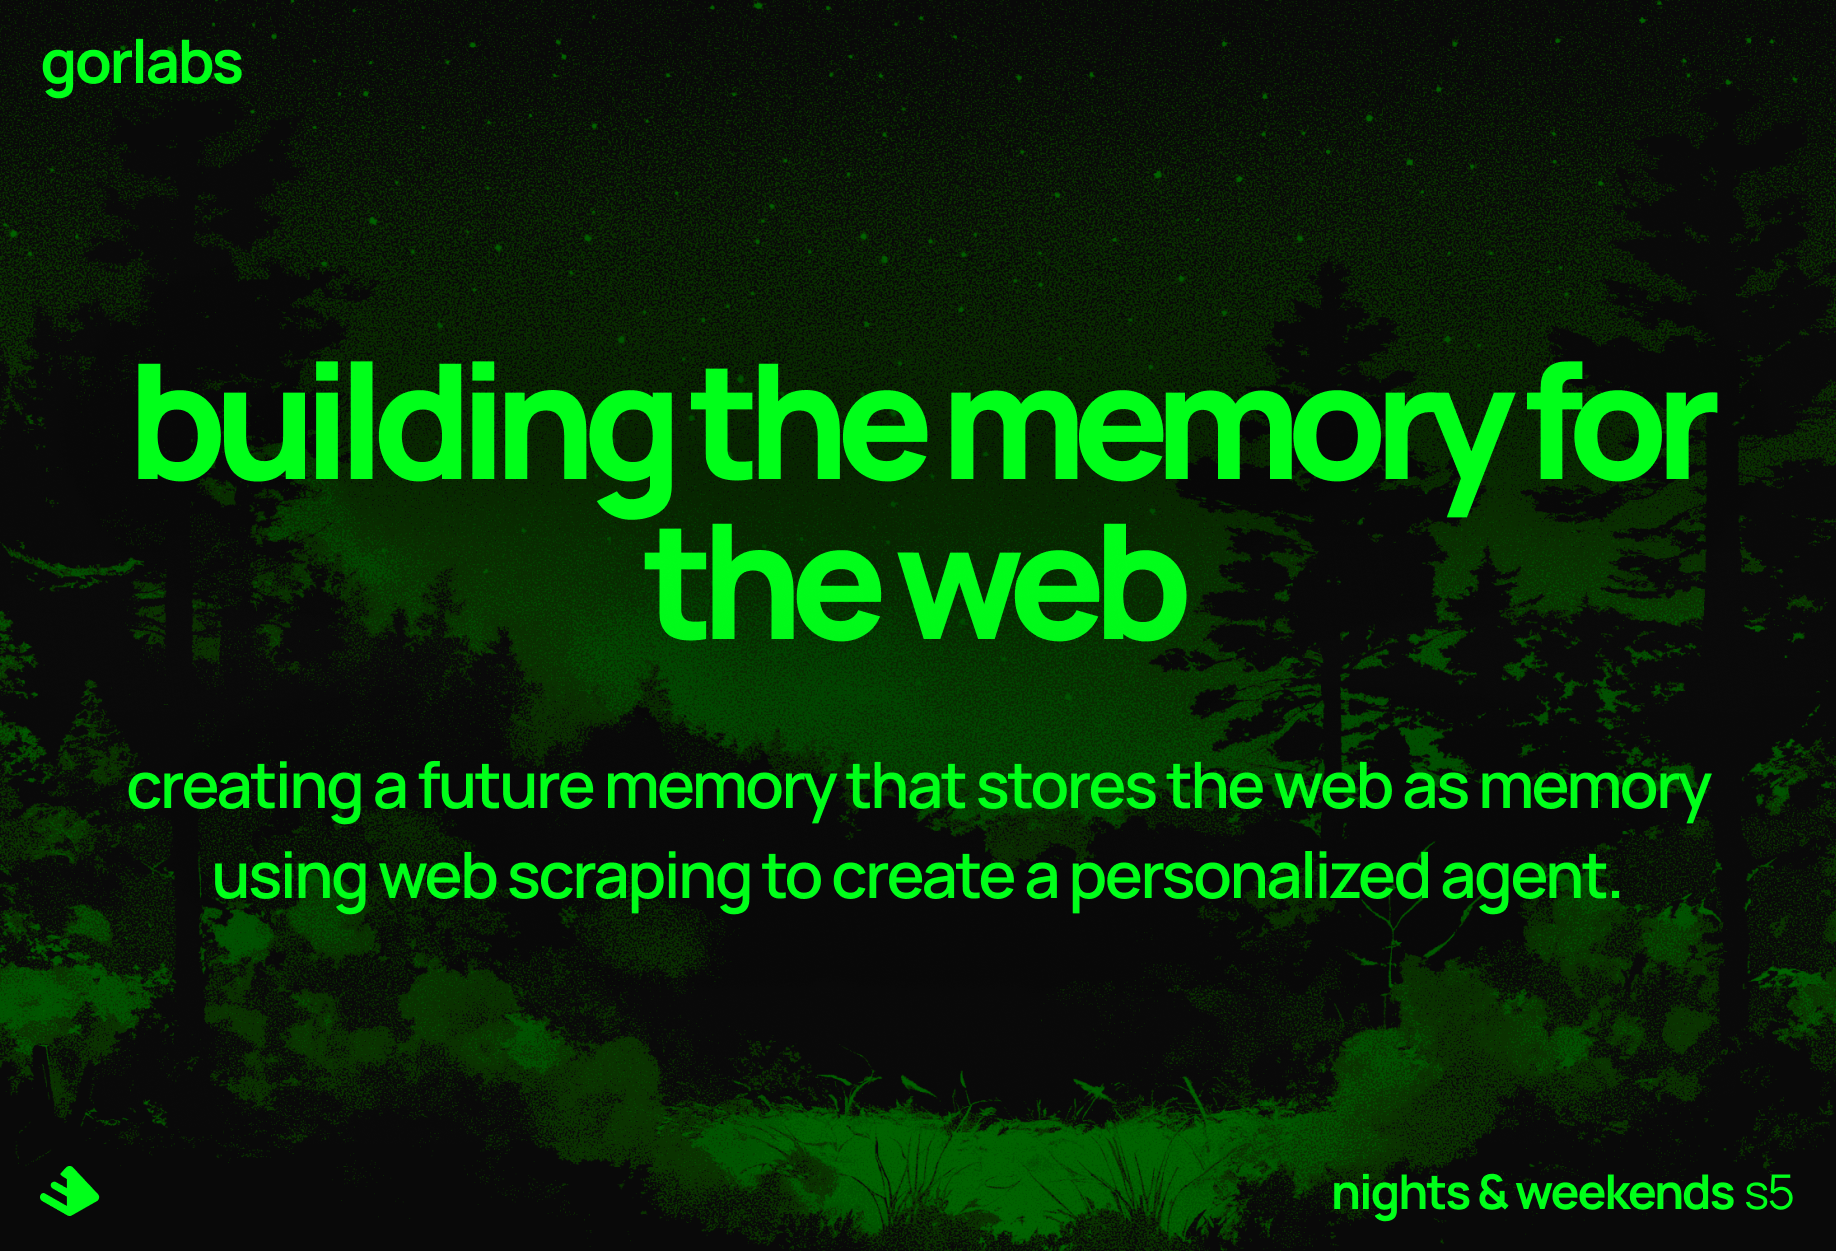 gorlabs
building the memory for
the web
creating a future memory that stores the web as memory
using web scraping to create a personalized agent.
nights & weekends s5